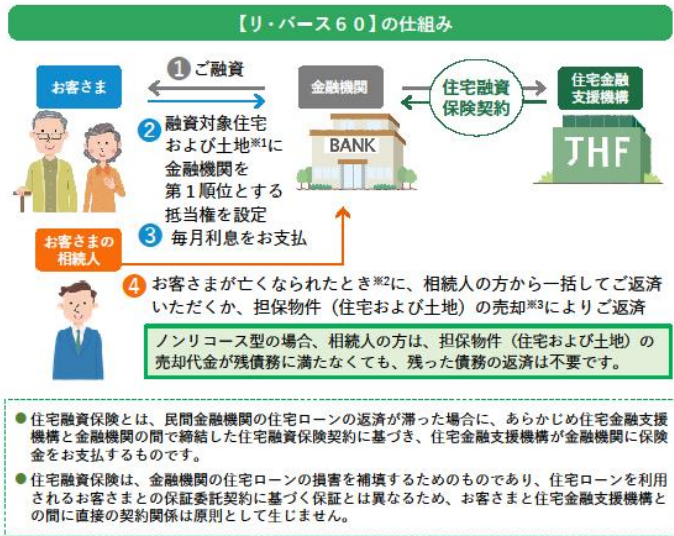 【リ・バース６０】の仕組み
お客さま
❶ ご融資
金融機関
住宅融資
保険契約
住宅金融
支援機構
BANK
JHF
❷ 融資対象住宅
および土地※1に
金融機関を
第１順位とする
抵当権を設定
❸ 毎月利息をお支払
お客さまの
相続人
❹ お客さまが亡くなられたとき※2に、相続人の方から一括してご返済
いただくか、担保物件（住宅および土地）の売却※3によりご返済
ノンリコース型の場合、相続人の方は、担保物件（住宅および土地）の
売却代金が残債務に満たなくても、残った債務の返済は不要です。
● 住宅融資保険とは、民間金融機関の住宅ローンの返済が滞った場合に、あらかじめ住宅金融支援
機構と金融機関の間で締結した住宅融資保険契約に基づき、住宅金融支援機構が金融機関に保険
金をお支払するものです。
● 住宅融資保険は、金融機関の住宅ローンの損害を補填するためのものであり、住宅ローンを利用
されるお客さまとの保証委託契約に基づく保証とは異なるため、お客さまと住宅金融支援機構と
の間に直接の契約関係は原則として生じません。